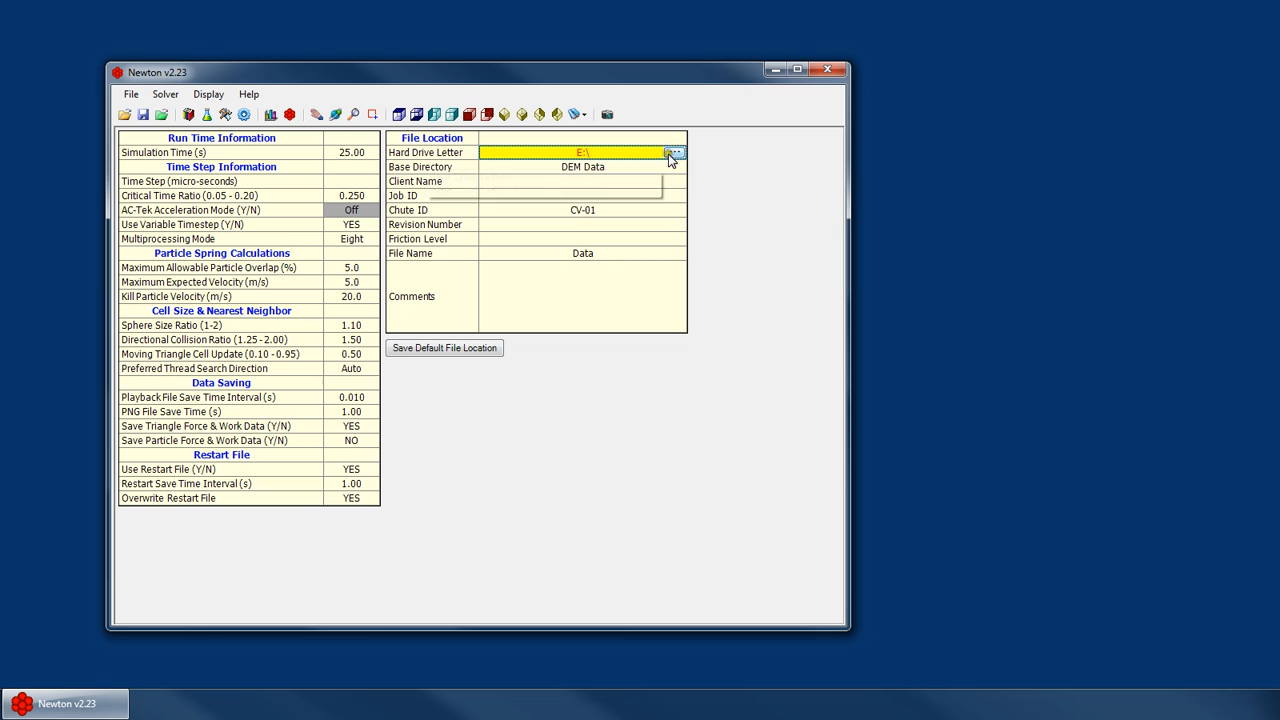 Newton v2.23
File Solver Display Help
Run Time Information
Simulation Time (s) 25.00
Time Step Information
Time Step (micro-seconds)
Critical Time Ratio (0.05 - 0.20) 0.250
AC-Tek Acceleration Mode (Y/N) Off
Use Variable Timestep (Y/N) YES
Multiprocessing Mode Eight
Particle Spring Calculations
Maximum Allowable Particle Overlap (%) 5.0
Maximum Expected Velocity (m/s) 5.0
Kill Particle Velocity (m/s) 20.0
Cell Size & Nearest Neighbor
Sphere Size Ratio (1-2) 1.10
Directional Collision Ratio (1.25 - 2.00) 1.50
Moving Triangle Cell Update (0.10 - 0.95) 0.50
Preferred Thread Search Direction Auto
Data Saving
Playback File Save Time Interval (s) 0.010
PNG File Save Time (s) 1.00
Save Triangle Force & Work Data (Y/N) YES
Save Particle Force & Work Data (Y/N) NO
Restart File
Use Restart File (Y/N) YES
Restart Save Time Interval (s) 1.00
Overwrite Restart File YES
File Location
Hard Drive Letter E:\
Base Directory DEM Data
Client Name
Job ID
Chute ID CV-01
Revision Number
Friction Level
File Name Data
Comments
Save Default File Location
Newton v2.23